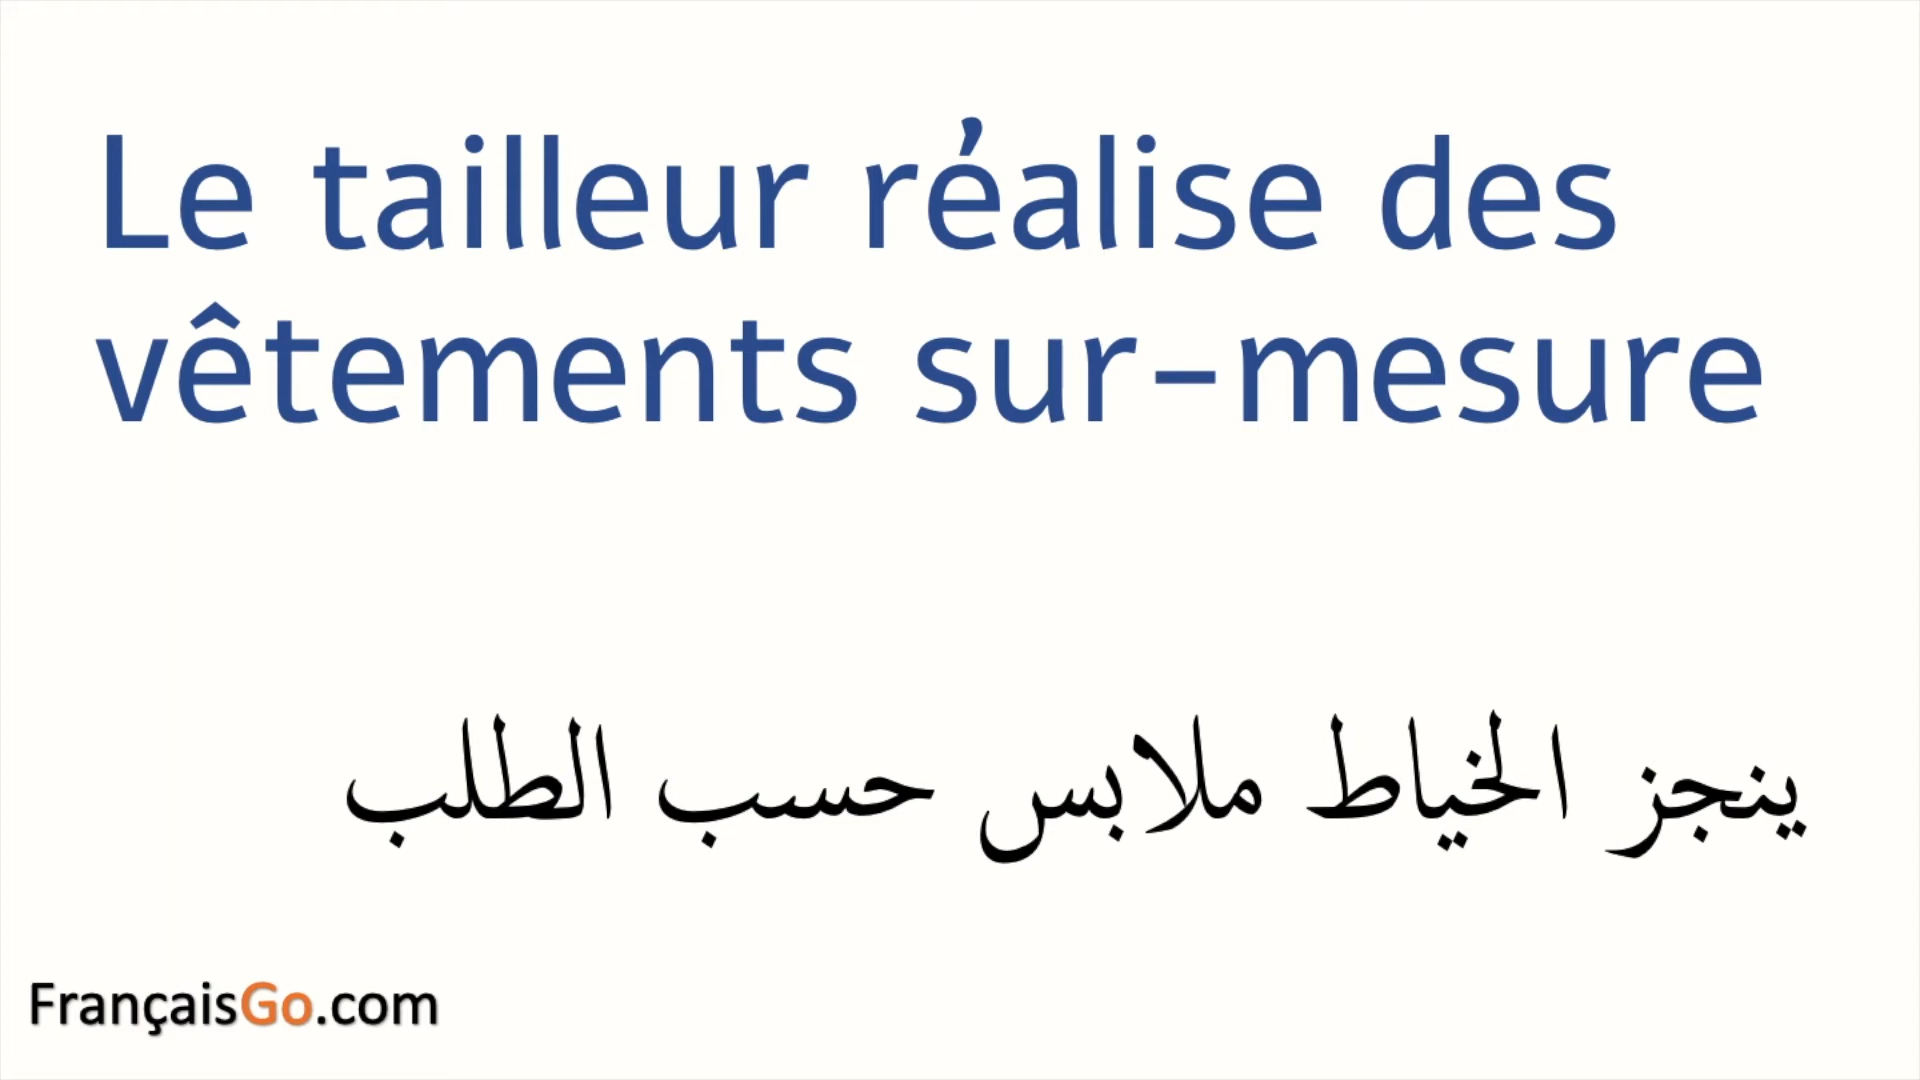 Le tailleur réalise des
vêtements sur-mesure
ينجز الخياط ملابس حسب الطلب
FrançaisGo.com